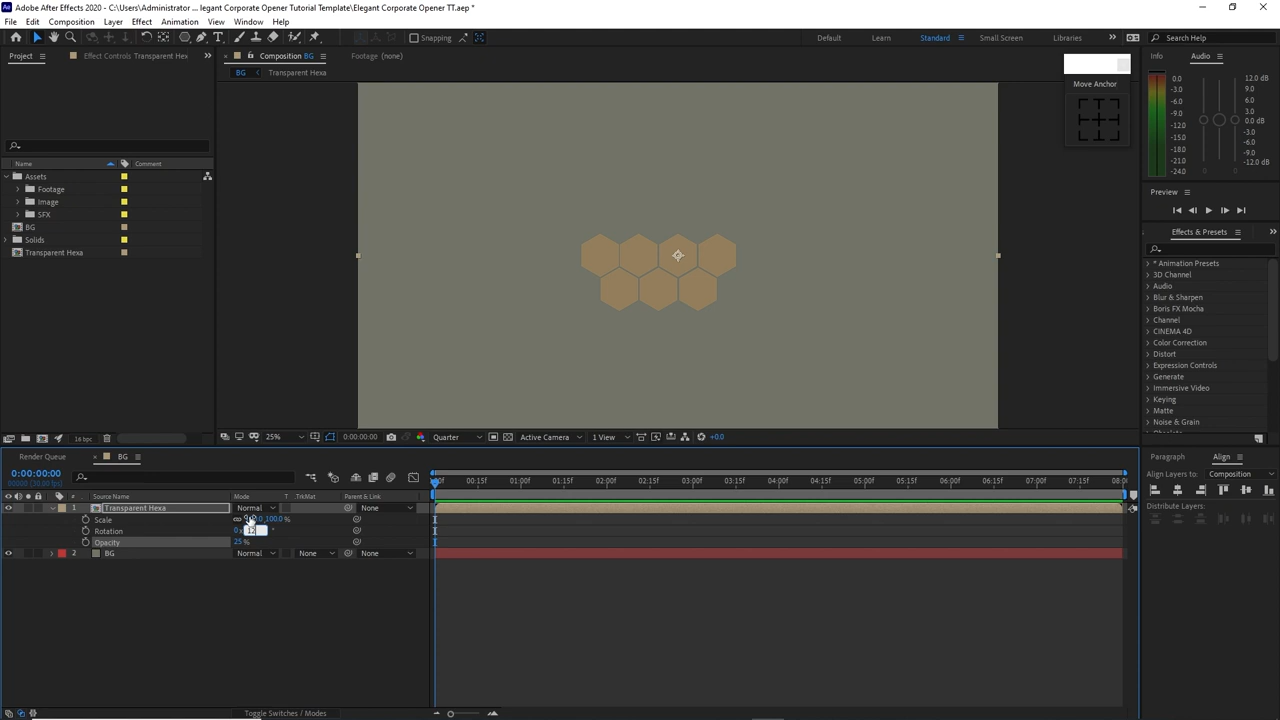 Adobe After Effects 2020 - C:\Users\Administrator ... legant Corporate Opener Tutorial Template\Elegant Corporate Opener TT.aep *
File Edit Composition Layer Effect Animation View Window Help
Snapping Default Learn Standard Small Screen Libraries Search Help
Project Effect Controls Transparent Hex Composition BG Footage (none) Info Audio
BG Transparent Hexa
Move Anchor
0.0 12.0 dB
-3.0 9.0
-6.0 6.0
-9.0 3.0
-12.0 0.0 dB
-15.0 -3.0
-18.0 -6.0
-21.0 -9.0
-24.0 -12.0 dB
Name Comment
Assets
Footage
Image
SFX
BG
Solids
Transparent Hexa
Preview
Effects & Presets
* Animation Presets
3D Channel
Audio
Blur & Sharpen
Boris FX Mocha
Channel
CINEMA 4D
Color Correction
Distort
Expression Controls
Generate
Immersive Video
Keying
Matte
Noise & Grain
16 bpc 25% 0:00:00:00 Quarter Active Camera 1 View +0.0
Render Queue BG Paragraph Align
0:00:00:00 00:15f 01:00f 01:15f 02:00f 02:15f 03:00f 03:15f 04:00f 04:15f 05:00f 05:15f 06:00f 06:15f 07:00f 07:15f 08:0
Align Layers to: Composition
# Source Name Mode T .TrkMat Parent & Link
1 Transparent Hexa Normal None
Scale 100.0 %
Rotation
Opacity 25 %
2 BG Normal None None
Distribute Layers:
Toggle Switches / Modes